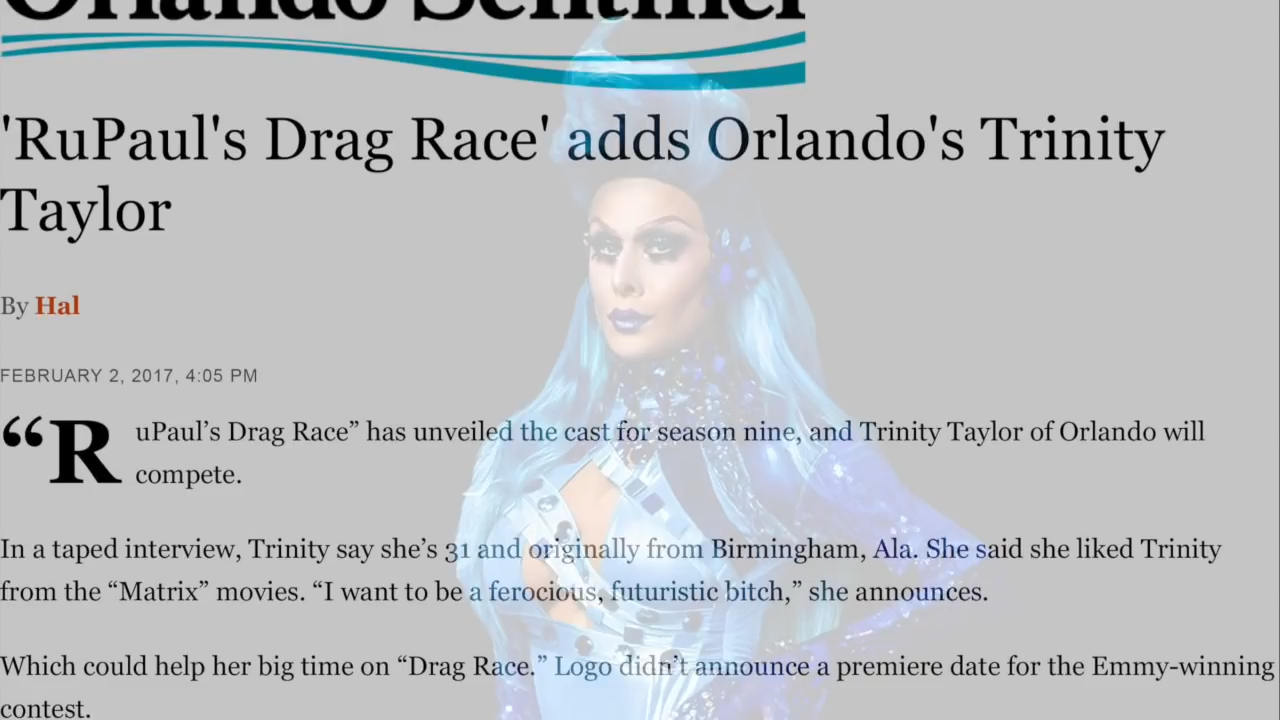 Orlando Sentinel
'RuPaul's Drag Race' adds Orlando's Trinity
Taylor
By Hal
FEBRUARY 2, 2017, 4:05 PM
“RuPaul’s Drag Race” has unveiled the cast for season nine, and Trinity Taylor of Orlando will
compete.
In a taped interview, Trinity say she’s 31 and originally from Birmingham, Ala. She said she liked Trinity
from the “Matrix” movies. “I want to be a ferocious, futuristic bitch,” she announces.
Which could help her big time on “Drag Race.” Logo didn’t announce a premiere date for the Emmy-winning
contest.